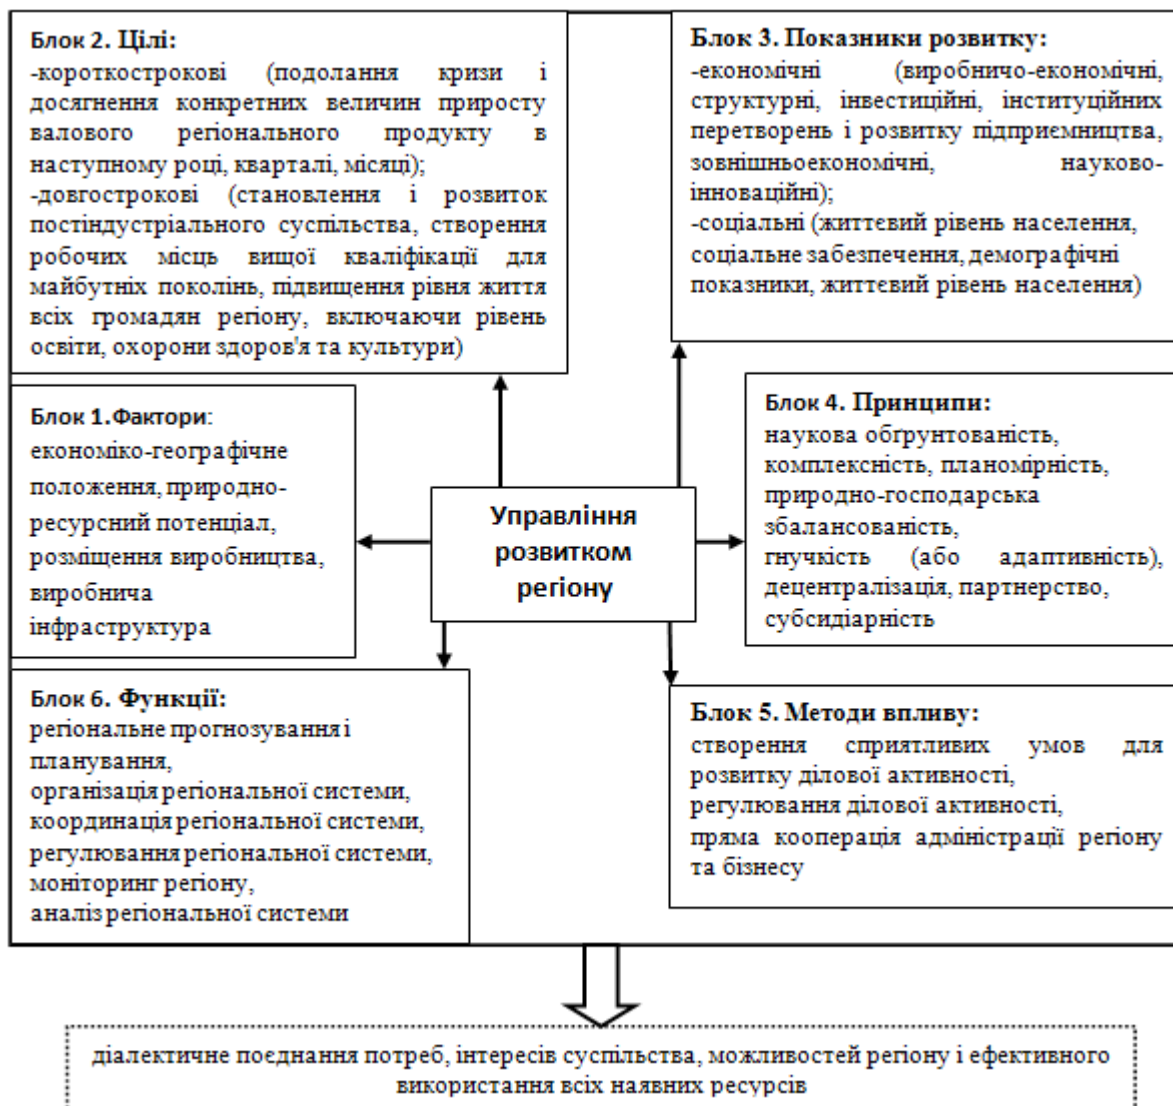 Блок 2. Цілі:
-короткострокові (подолання кризи і
досягнення конкретних величин приросту
валового регіонального продукту в
наступному році, кварталі, місяці);
-довгострокові (становлення і розвиток
постіндустріального суспільства, створення
робочих місць вищої кваліфікації для
майбутніх поколінь, підвищення рівня життя
всіх громадян регіону, включаючи рівень
освіти, охорони здоров'я та культури)
Блок 3. Показники розвитку:
-економічні (виробничо-економічні,
структурні, інвестиційні, інституційних
перетворень і розвитку підприємництва,
зовнішньоекономічні, науково-
інноваційні);
-соціальні (життєвий рівень населення,
соціальне забезпечення, демографічні
показники, життєвий рівень населення)
Блок 1.Фактори:
економіко-географічне
положення, природно-
ресурсний потенціал,
розміщення виробництва,
виробнича
інфраструктура
Управління
розвитком
регіону
Блок 4. Принципи:
наукова обґрунтованість,
комплексність, планомірність,
природно-господарська
збалансованість,
гнучкість (або адаптивність),
децентралізація, партнерство,
субсидіарність
Блок 6. Функції:
регіональне прогнозування і
планування,
організація регіональної системи,
координація регіональної системи,
регулювання регіональної системи,
моніторинг регіону,
аналіз регіональної системи
Блок 5. Методи впливу:
створення сприятливих умов для
розвитку ділової активності,
регулювання ділової активності,
пряма кооперація адміністрації регіону
та бізнесу
діалектичне поєднання потреб, інтересів суспільства, можливостей регіону і ефективного
використання всіх наявних ресурсів